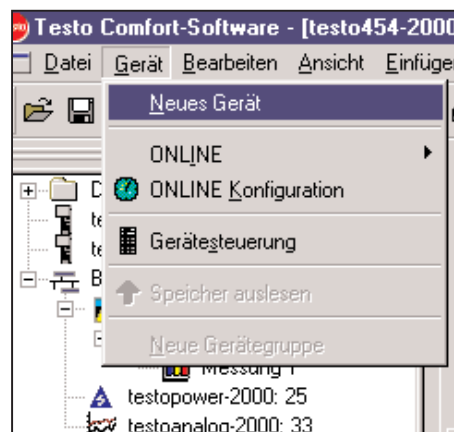 Testo Comfort-Software - [testo454-2000
Datei Gerät Bearbeiten Ansicht Einfüge
Neues Gerät
ONLINE
ONLINE Konfiguration
Gerätesteuerung
Speicher auslesen
Neue Gerätegruppe
Messung 1
testopower-2000: 25
testoanalog-2000: 33